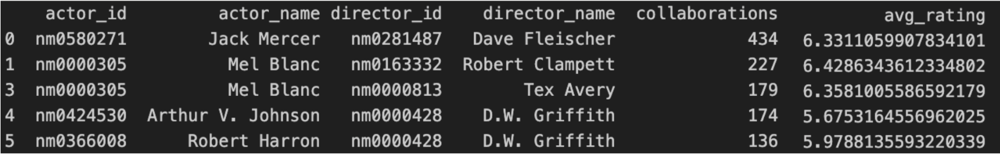 actor_id actor_name director_id director_name collaborations avg_rating
0 nm0580271 Jack Mercer nm0281487 Dave Fleischer 434 6.3311059907834101
1 nm0000305 Mel Blanc nm0163332 Robert Clampett 227 6.4286343612334802
3 nm0000305 Mel Blanc nm0000813 Tex Avery 179 6.3581005586592179
4 nm0424530 Arthur V. Johnson nm0000428 D.W. Griffith 174 5.6753164556962025
5 nm0366008 Robert Harron nm0000428 D.W. Griffith 136 5.9788135593220339